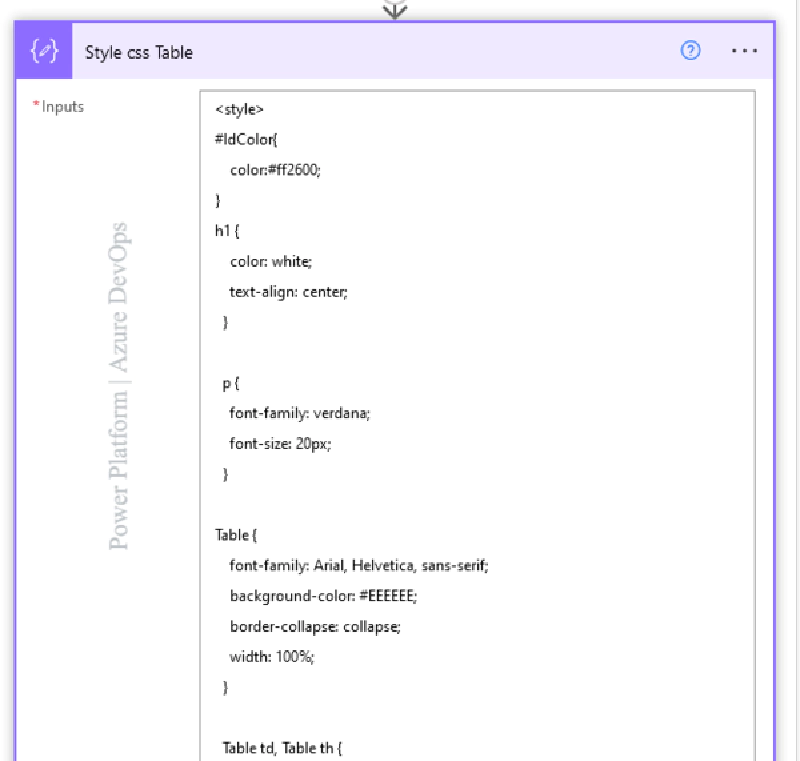 Style css Table
* Inputs
<style>
#IdColor{
color:#ff2600;
}
h1 {
color: white;
text-align: center;
}
p {
font-family: verdana;
font-size: 20px;
}
Table {
font-family: Arial, Helvetica, sans-serif;
background-color: #EEEEEE;
border-collapse: collapse;
width: 100%;
}
Table td, Table th {
Power Platform | Azure DevOps